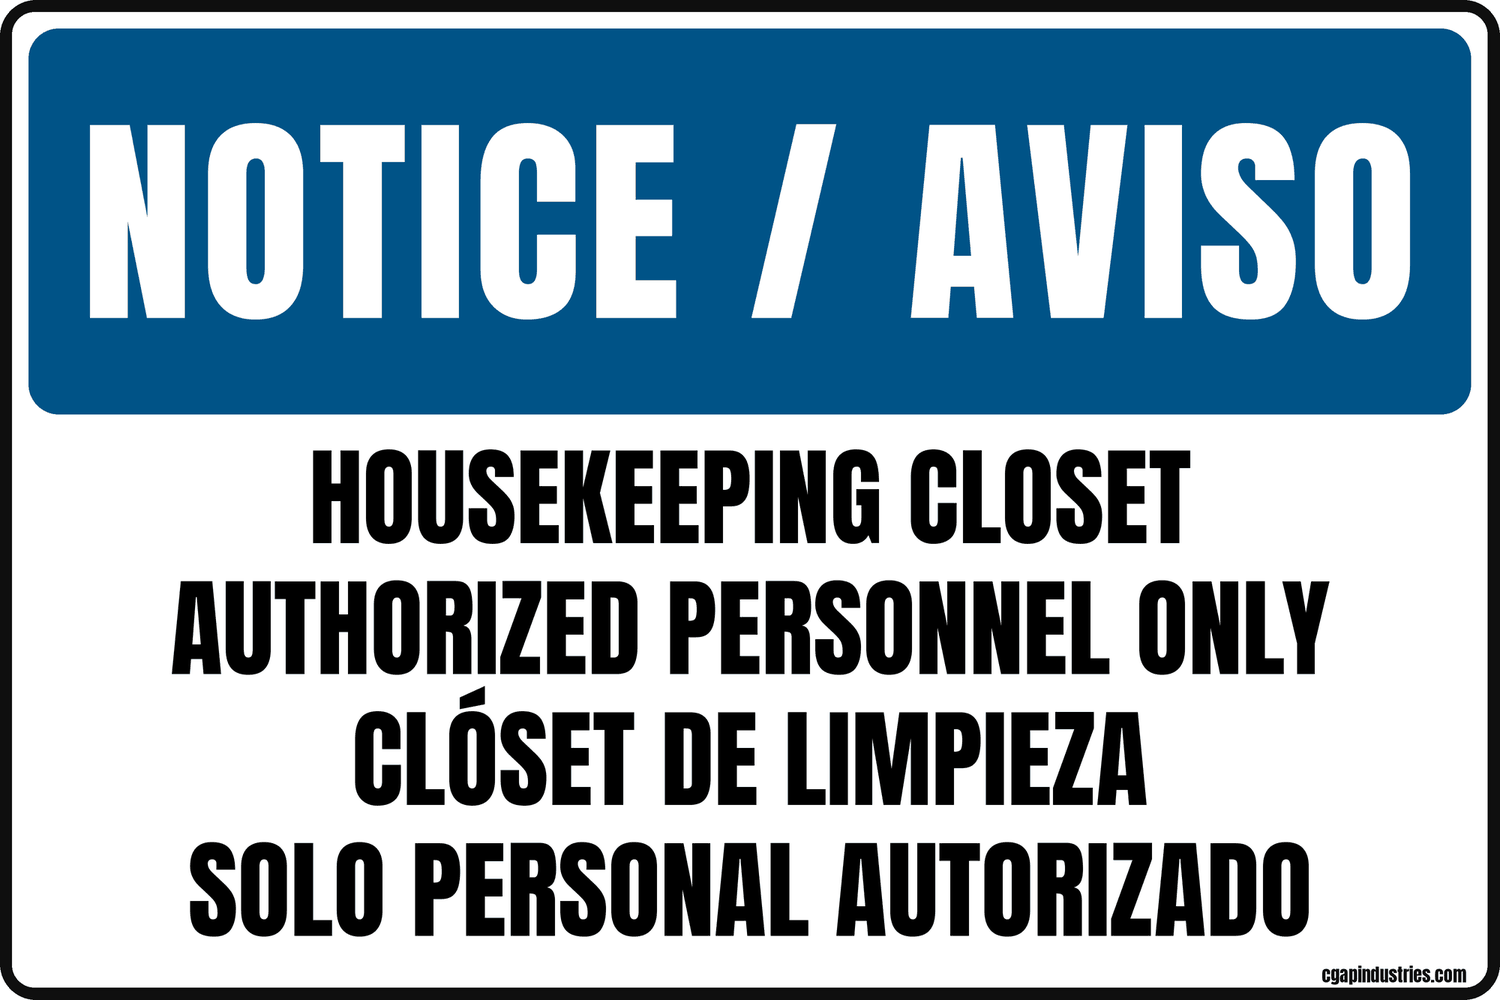 NOTICE / AVISO
HOUSEKEEPING CLOSET
AUTHORIZED PERSONNEL ONLY
CLÓSET DE LIMPIEZA
SOLO PERSONAL AUTORIZADO
cgapindustries.com